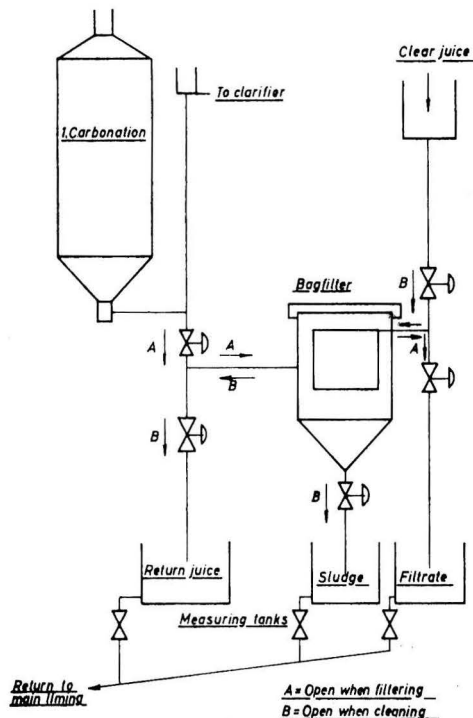 Clear juice
To clarifier
1. Carbonation
B
Bagfilter
A
A
A
B
B
B
Return juice
Sludge
Filtrate
Measuring tanks
Return to
main liming
A = Open when filtering
B = Open when cleaning